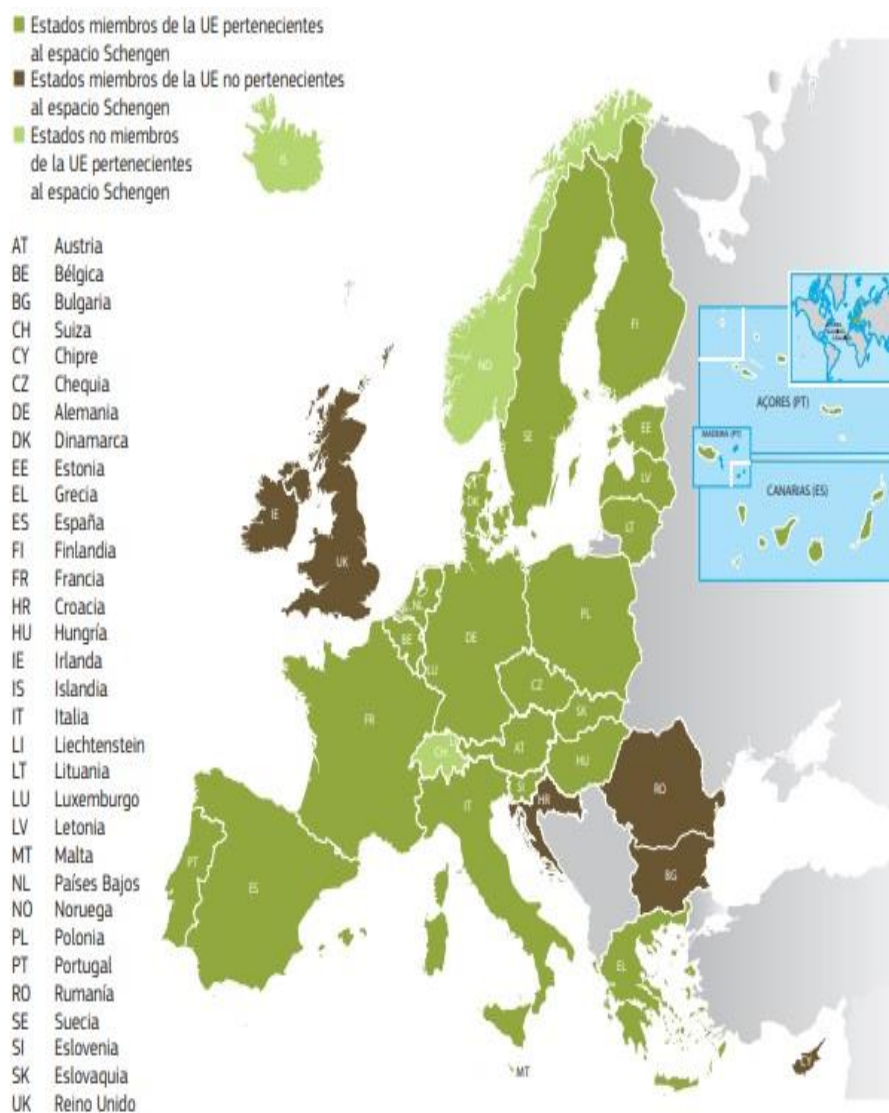 Estados miembros de la UE pertenecientes
al espacio Schengen
Estados miembros de la UE no pertenecientes
al espacio Schengen
Estados no miembros
de la UE pertenecientes
al espacio Schengen
AT Austria
BE Bélgica
BG Bulgaria
CH Suiza
CY Chipre
CZ Chequia
DE Alemania
DK Dinamarca
EE Estonia
EL Grecia
ES España
FI Finlandia
FR Francia
HR Croacia
HU Hungría
IE Irlanda
IS Islandia
IT Italia
LI Liechtenstein
LT Lituania
LU Luxemburgo
LV Letonia
MT Malta
NL Países Bajos
NO Noruega
PL Polonia
PT Portugal
RO Rumanía
SE Suecia
SI Eslovenia
SK Eslovaquia
UK Reino Unido
IS
NO
FI
SE
EE
LV
LT
DK
IE
UK
NL
BE
LU
DE
PL
CZ
SK
FR
CH
AT
HU
SI
HR
IT
RO
BG
PT
ES
EL
MT
AÇORES (PT)
MADEIRA (PT)
CANARIAS (ES)